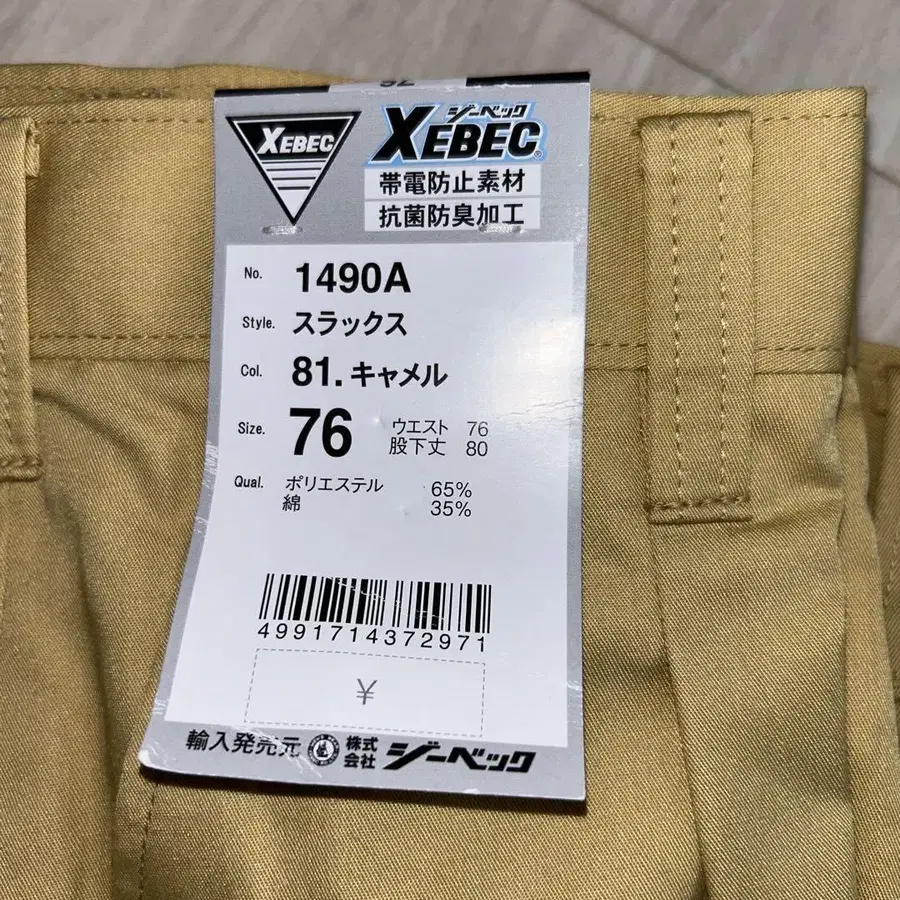 XEBEC
ジーベック
XEBEC®
帯電防止素材
抗菌防臭加工
No. 1490A
Style. スラックス
Col. 81. キャメル
Size. 76 ウエスト 76
股下丈 80
Qual. ポリエステル 65%
綿 35%
4991714372971
¥
輸入発売元 株式会社 ジーベック